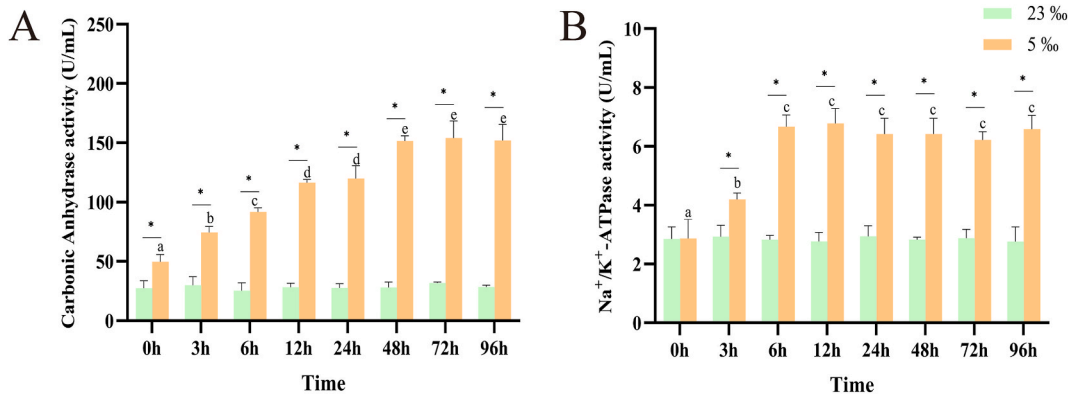 A
Carbonic Anhydrase activity (U/mL)
250
200
150
100
50
0
* * * * * * * *
a b c d d e e e
0h 3h 6h 12h 24h 48h 72h 96h
Time
B
23 ‰
5 ‰
Na⁺/K⁺-ATPase activity (U/mL)
10
8
6
4
2
0
* * * * * * *
a b c c c c c c
0h 3h 6h 12h 24h 48h 72h 96h
Time